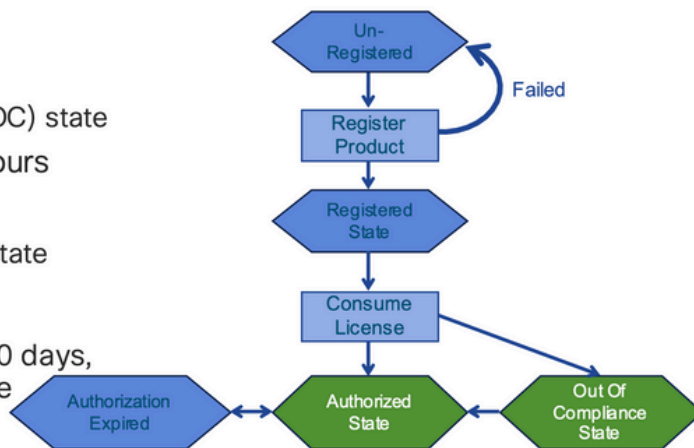 Un-
Registered
Failed
OC) state
Register
Product
ours
Registered
State
tate
Consume
License
0 days,
e
Authorization
Expired
Authorized
State
Out Of
Compliance
State